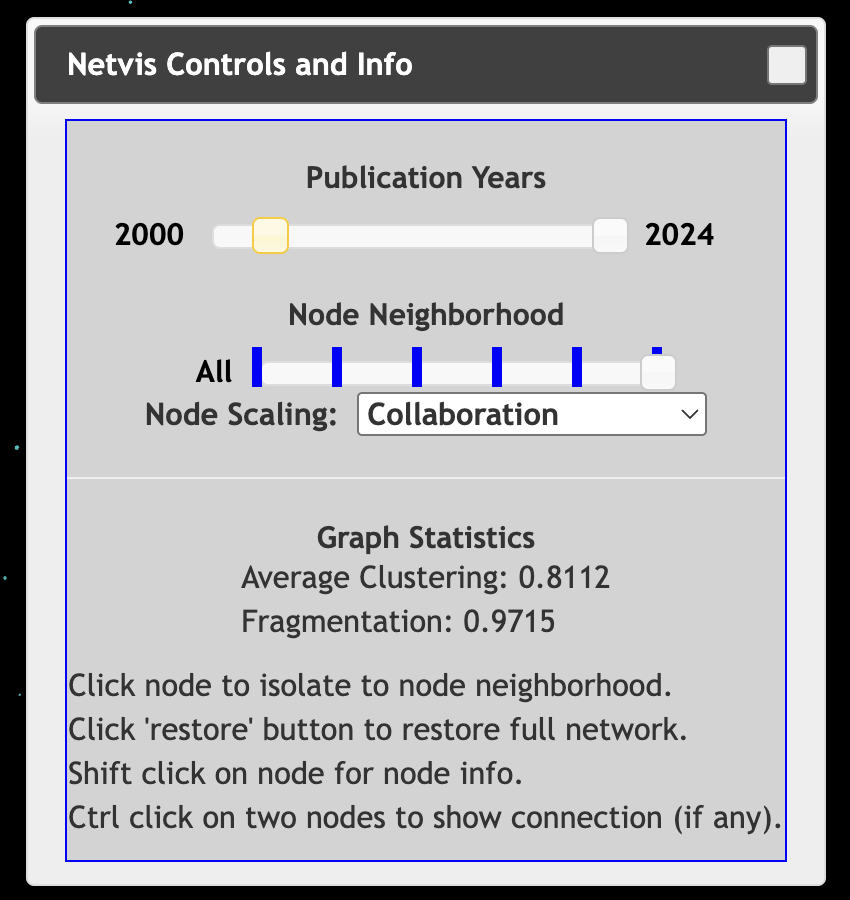 Netvis Controls and Info
Publication Years
2000 2024
Node Neighborhood
All
Node Scaling: Collaboration
Graph Statistics
Average Clustering: 0.8112
Fragmentation: 0.9715
Click node to isolate to node neighborhood.
Click 'restore' button to restore full network.
Shift click on node for node info.
Ctrl click on two nodes to show connection (if any).